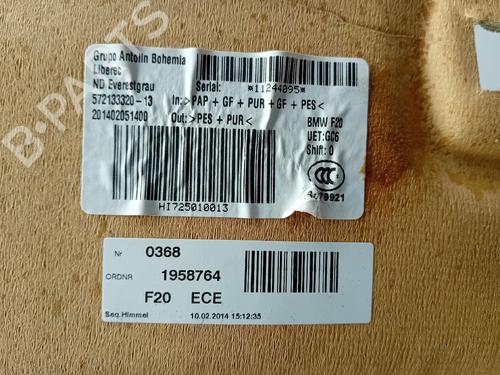 Grupo Antolin Bohemia
Liberec
ND Everestgrau
Serial: *11244095*
572133320-13 In:>PAP + GF + PUR + GF + PES<
201402051400 Out:>PES + PUR<
BMW F20
UET:GC6
Shift: 0
CCC
HI725010013
B-PARTS
Nr 0368
ORDNR 1958764
F20 ECE
Seq.Himmel 10.02.2014 15:12:35